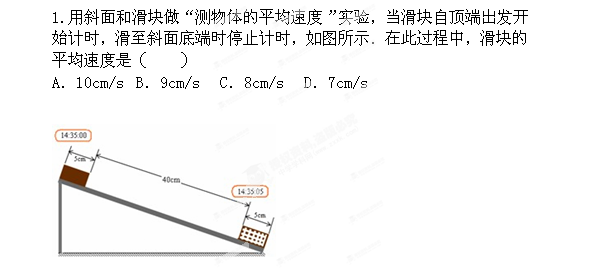 1.用斜面和滑块做“测物体的平均速度”实验，当滑块自顶端出发开
始计时，滑至斜面底端时停止计时，如图所示．在此过程中，滑块的
平均速度是（　　）
A. 10cm/s B. 9cm/s C. 8cm/s D. 7cm/s
14:35:00
5cm
40cm
14:35:05
5cm